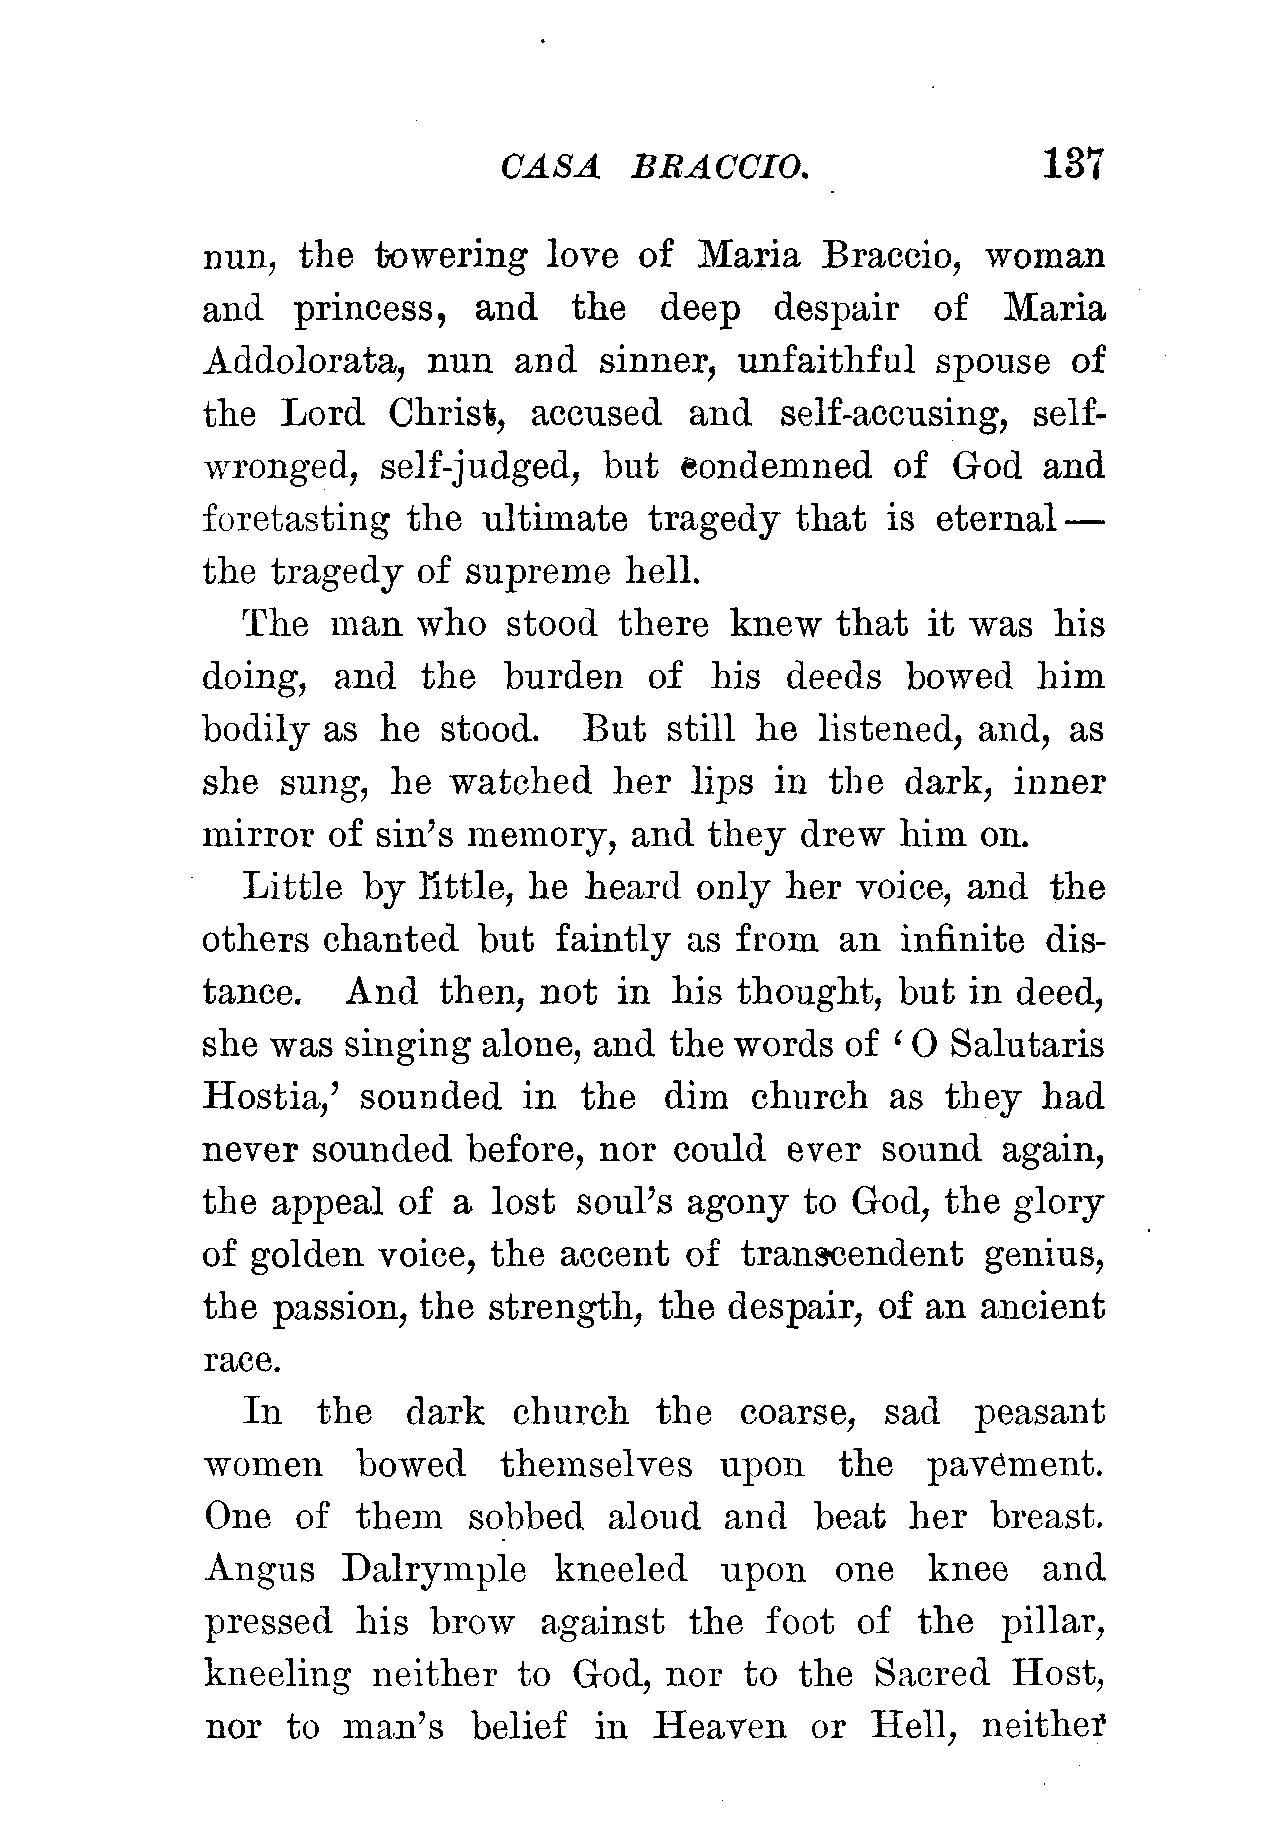 CASA BRACCIO. 137
nun, the towering love of Maria Braccio, woman
and princess, and the deep despair of Maria
Addolorata, nun and sinner, unfaithful spouse of
the Lord Christ, accused and self-accusing, self-
wronged, self-judged, but condemned of God and
foretasting the ultimate tragedy that is eternal —
the tragedy of supreme hell.
The man who stood there knew that it was his
doing, and the burden of his deeds bowed him
bodily as he stood. But still he listened, and, as
she sung, he watched her lips in the dark, inner
mirror of sin's memory, and they drew him on.
Little by little, he heard only her voice, and the
others chanted but faintly as from an infinite dis-
tance. And then, not in his thought, but in deed,
she was singing alone, and the words of ‘O Salutaris
Hostia,’ sounded in the dim church as they had
never sounded before, nor could ever sound again,
the appeal of a lost soul's agony to God, the glory
of golden voice, the accent of transcendent genius,
the passion, the strength, the despair, of an ancient
race.
In the dark church the coarse, sad peasant
women bowed themselves upon the pavement.
One of them sobbed aloud and beat her breast.
Angus Dalrymple kneeled upon one knee and
pressed his brow against the foot of the pillar,
kneeling neither to God, nor to the Sacred Host,
nor to man's belief in Heaven or Hell, neither